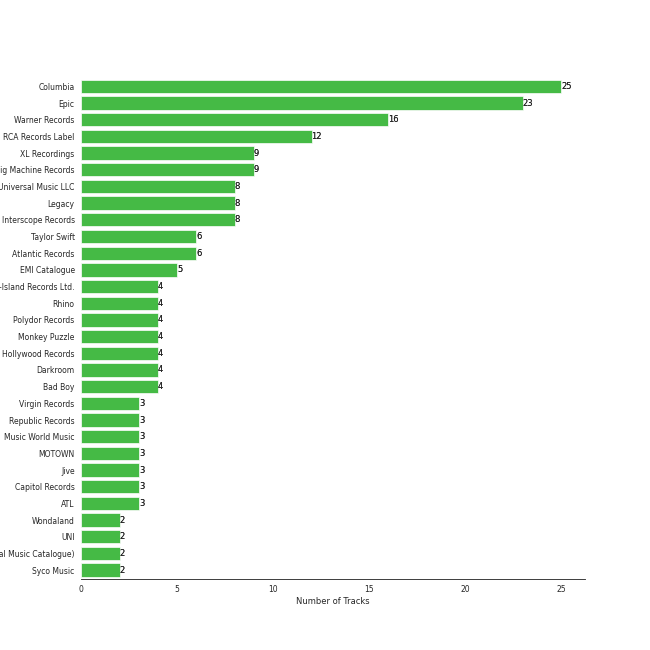 Columbia 25
Epic 23
Warner Records 16
RCA Records Label 12
XL Recordings 9
ig Machine Records 9
Universal Music LLC 8
Legacy 8
Interscope Records 8
Taylor Swift 6
Atlantic Records 6
EMI Catalogue 5
-Island Records Ltd. 4
Rhino 4
Polydor Records 4
Monkey Puzzle 4
Hollywood Records 4
Darkroom 4
Bad Boy 4
Virgin Records 3
Republic Records 3
Music World Music 3
MOTOWN 3
Jive 3
Capitol Records 3
ATL 3
Wondaland 2
UNI 2
al Music Catalogue) 2
Syco Music 2
0 5 10 15 20 25
Number of Tracks